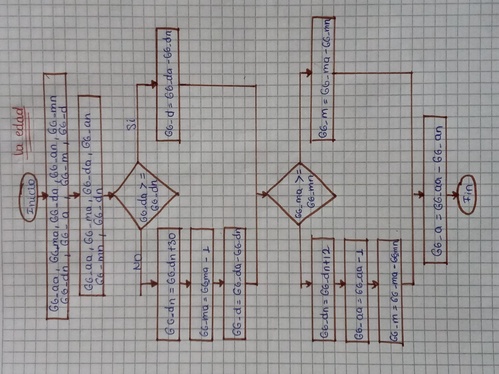 la edad
Inicio
GG_aa, GG_ma, GG_da, GG_an, GG_mn
GG_dn, GG_a, GG_m, GG_d
GG_aa, GG_ma, GG_da, GG_an
GG_mn, GG_dn
NO
GG_da >=
GG_dn
Si
GG_dn = GG_dn+30
GG_d = GG_da - GG_dn
GG_ma = GG_ma - 1
GG_d = GG_da - GG_dn
GG_ma >=
GG_mn
GG_dn = GG_dn+12
GG_m = GG_ma - GG_mn
GG_aa = GG_aa - 1
GG_m = GG_ma - GG_mn
GG_a = GG_aa - GG_an
Fin